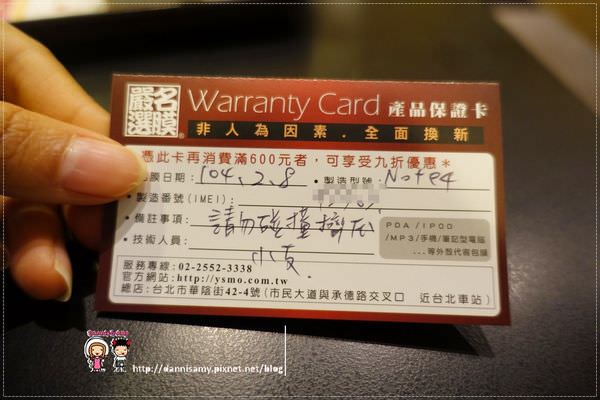 嚴選名膜
®
Warranty Card 產品保證卡
非人為因素.全面換新
憑此卡再消費滿600元者,可享受九折優惠*
膜日期: 104.2.8 •製造型號: Note4
•製造番號(IMEI):
•備註事項: 請勿碰撞擠压
•技術人員: 小夏.
PDA/IPOD
/MP3/手機/筆記型電腦
...等外殼代客包膜
服務專線:02-2552-3338
官方網站:http://ysmo.com.tw
總店:台北市華陰街42-4號(市民大道與承德路交叉口 近台北車站)
http://dannisamy.pixnet.net/blog